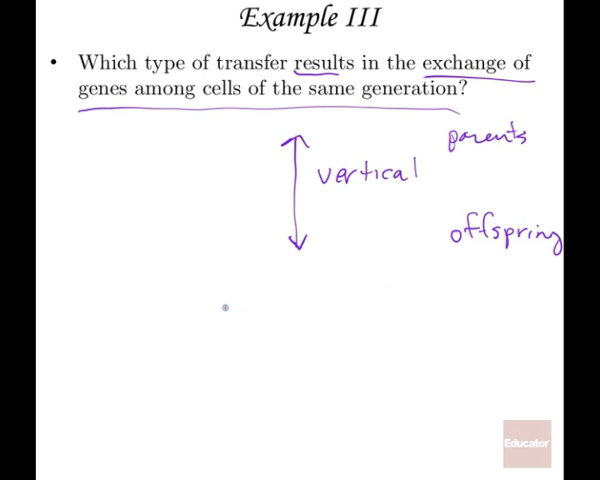 Example III
• Which type of transfer results in the exchange of
genes among cells of the same generation?
parents
vertical
offspring
Educator